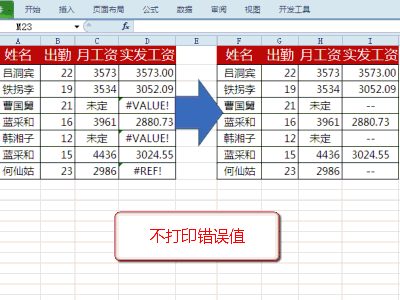 开始 插入 页面布局 公式 数据 审阅 视图 开发工具
M23 fx
A B C D E F G H I
姓名 出勤 月工资 实发工资 姓名 出勤 月工资 实发工资
吕洞宾 22 3573 3573.00 吕洞宾 22 3573 3573.00
铁拐李 19 3534 3052.09 铁拐李 19 3534 3052.09
曹国舅 21 未定 #VALUE! 曹国舅 21 未定 --
蓝采和 16 3961 2880.73 蓝采和 16 3961 2880.73
韩湘子 12 未定 #VALUE! 韩湘子 12 未定 --
蓝采和 15 4436 3024.55 蓝采和 15 4436 3024.55
何仙姑 23 2986 #REF! 何仙姑 23 2986 --
不打印错误值